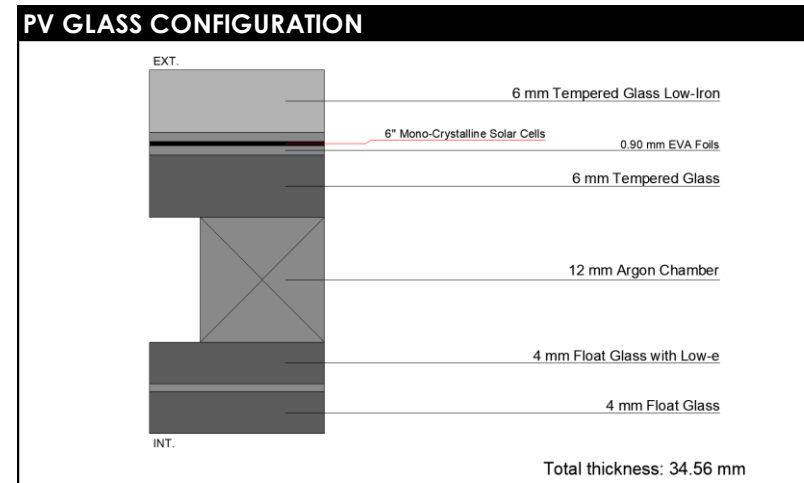 PV GLASS CONFIGURATION
EXT.
6 mm Tempered Glass Low-Iron
6" Mono-Crystalline Solar Cells
0.90 mm EVA Foils
6 mm Tempered Glass
12 mm Argon Chamber
4 mm Float Glass with Low-e
4 mm Float Glass
INT.
Total thickness: 34.56 mm